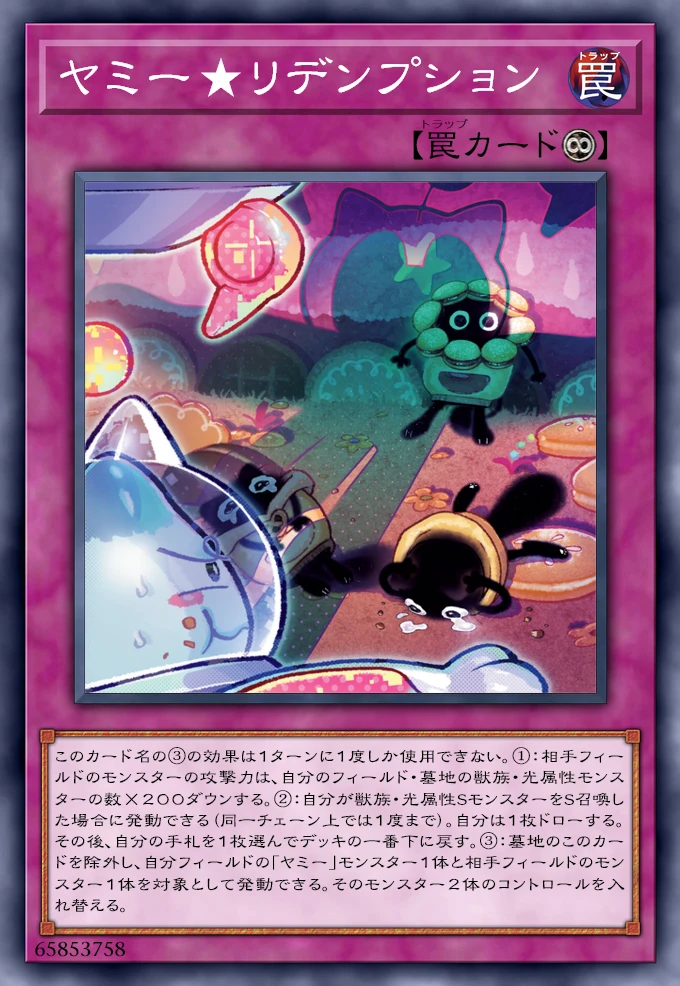 ヤミー★リデンプション
トラップ
罠
トラップ
【罠カード♾】
このカード名の③の効果は1ターンに1度しか使用できない。①:相手フィー
ルドのモンスターの攻撃力は、自分のフィールド・墓地の獣族・光属性モンス
ターの数×200ダウンする。②:自分が獣族・光属性SモンスターをS召喚し
た場合に発動できる(同一チェーン上では1度まで)。自分は1枚ドローする。
その後、自分の手札を1枚選んでデッキの一番下に戻す。③:墓地のこのカー
ドを除外し、自分フィールドの「ヤミー」モンスター1体と相手フィールドのモン
スター1体を対象として発動できる。そのモンスター2体のコントロールを入
れ替える。
65853758